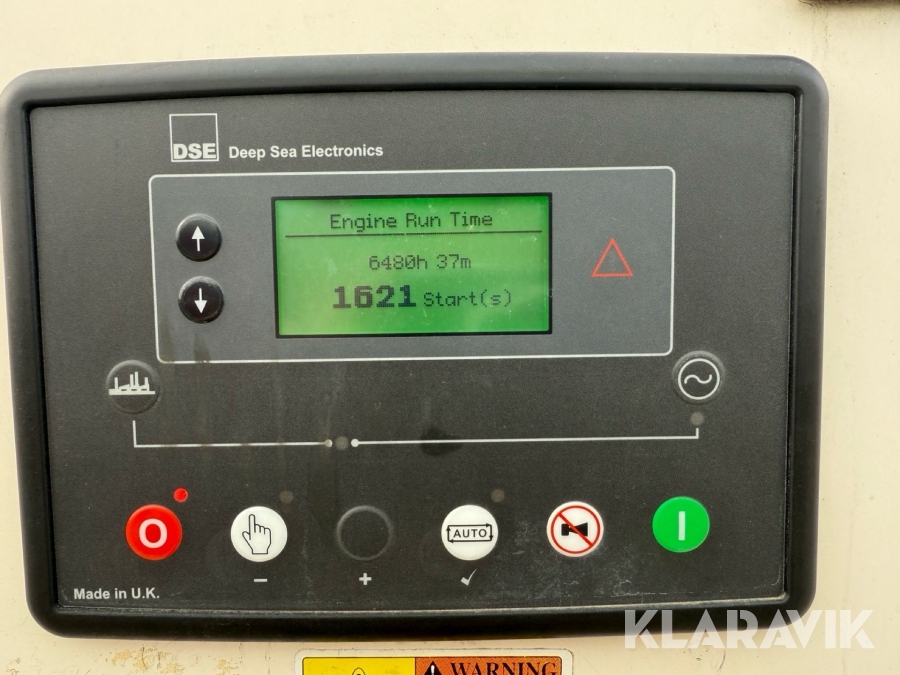 DSE Deep Sea Electronics
Engine Run Time
6480h 37m
1621 Start(s)
O
AUTO
I
− + ✓
Made in U.K.
KLARAVIK
WARNING